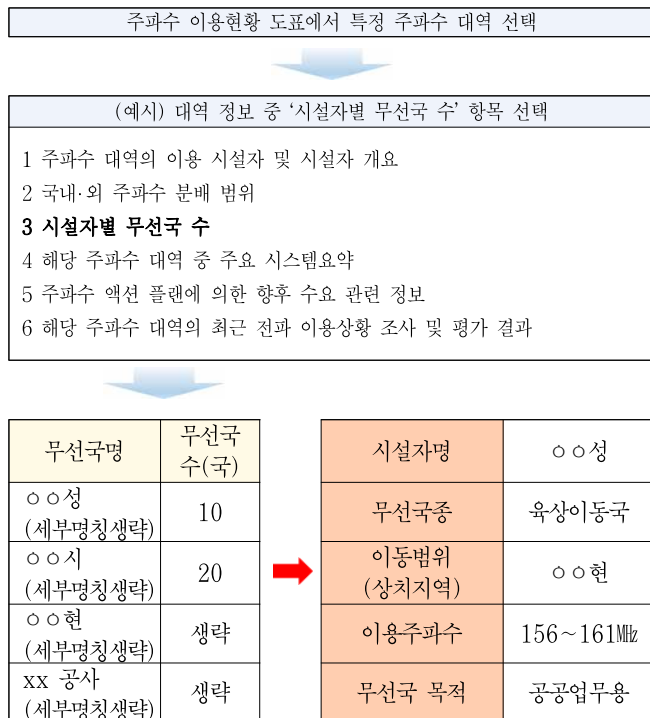 주파수 이용현황 도표에서 특정 주파수 대역 선택
(예시) 대역 정보 중 '시설자별 무선국 수' 항목 선택
1 주파수 대역의 이용 시설자 및 시설자 개요
2 국내·외 주파수 분배 범위
3 시설자별 무선국 수
4 해당 주파수 대역 중 주요 시스템요약
5 주파수 액션 플랜에 의한 향후 수요 관련 정보
6 해당 주파수 대역의 최근 전파 이용상황 조사 및 평가 결과
무선국명
무선국
수(국)
ㅇㅇ성
(세부명칭생략)
10
ㅇㅇ시
(세부명칭생략)
20
ㅇㅇ현
(세부명칭생략)
생략
xx 공사
(세부명칭생략)
생략
시설자명
ㅇㅇ성
무선국종
육상이동국
이동범위
(상치지역)
ㅇㅇ현
이용주파수
156~161㎒
무선국 목적
공공업무용